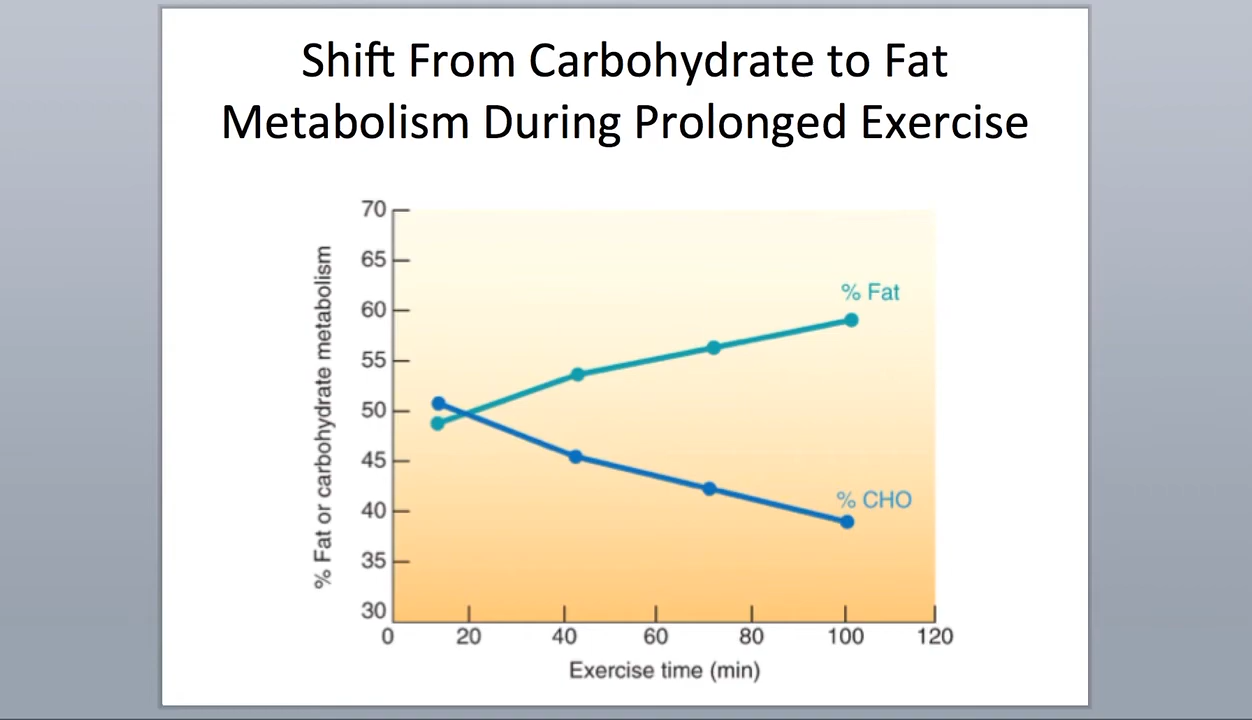 Shift From Carbohydrate to Fat
Metabolism During Prolonged Exercise
% Fat or carbohydrate metabolism
70
65
60
55
50
45
40
35
30
% Fat
% CHO
0 20 40 60 80 100 120
Exercise time (min)